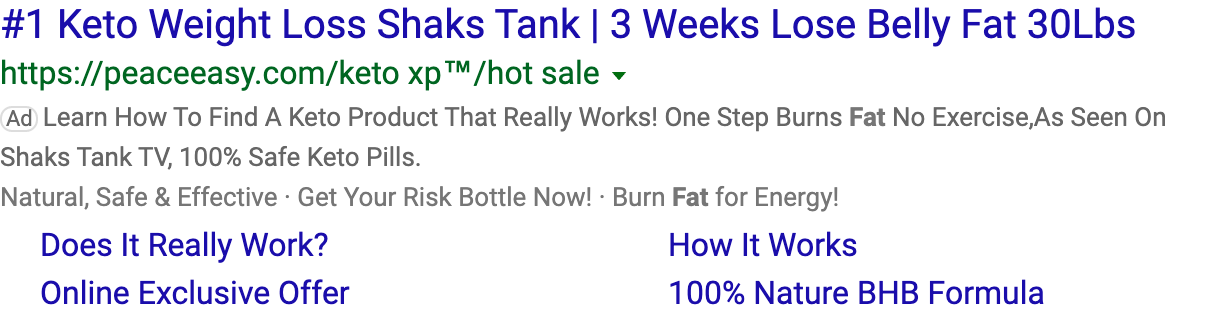 #1 Keto Weight Loss Shaks Tank | 3 Weeks Lose Belly Fat 30Lbs
https://peaceeasy.com/keto xp™/hot sale
Ad Learn How To Find A Keto Product That Really Works! One Step Burns Fat No Exercise,As Seen On
Shaks Tank TV, 100% Safe Keto Pills.
Natural, Safe & Effective · Get Your Risk Bottle Now! · Burn Fat for Energy!
Does It Really Work? How It Works
Online Exclusive Offer 100% Nature BHB Formula